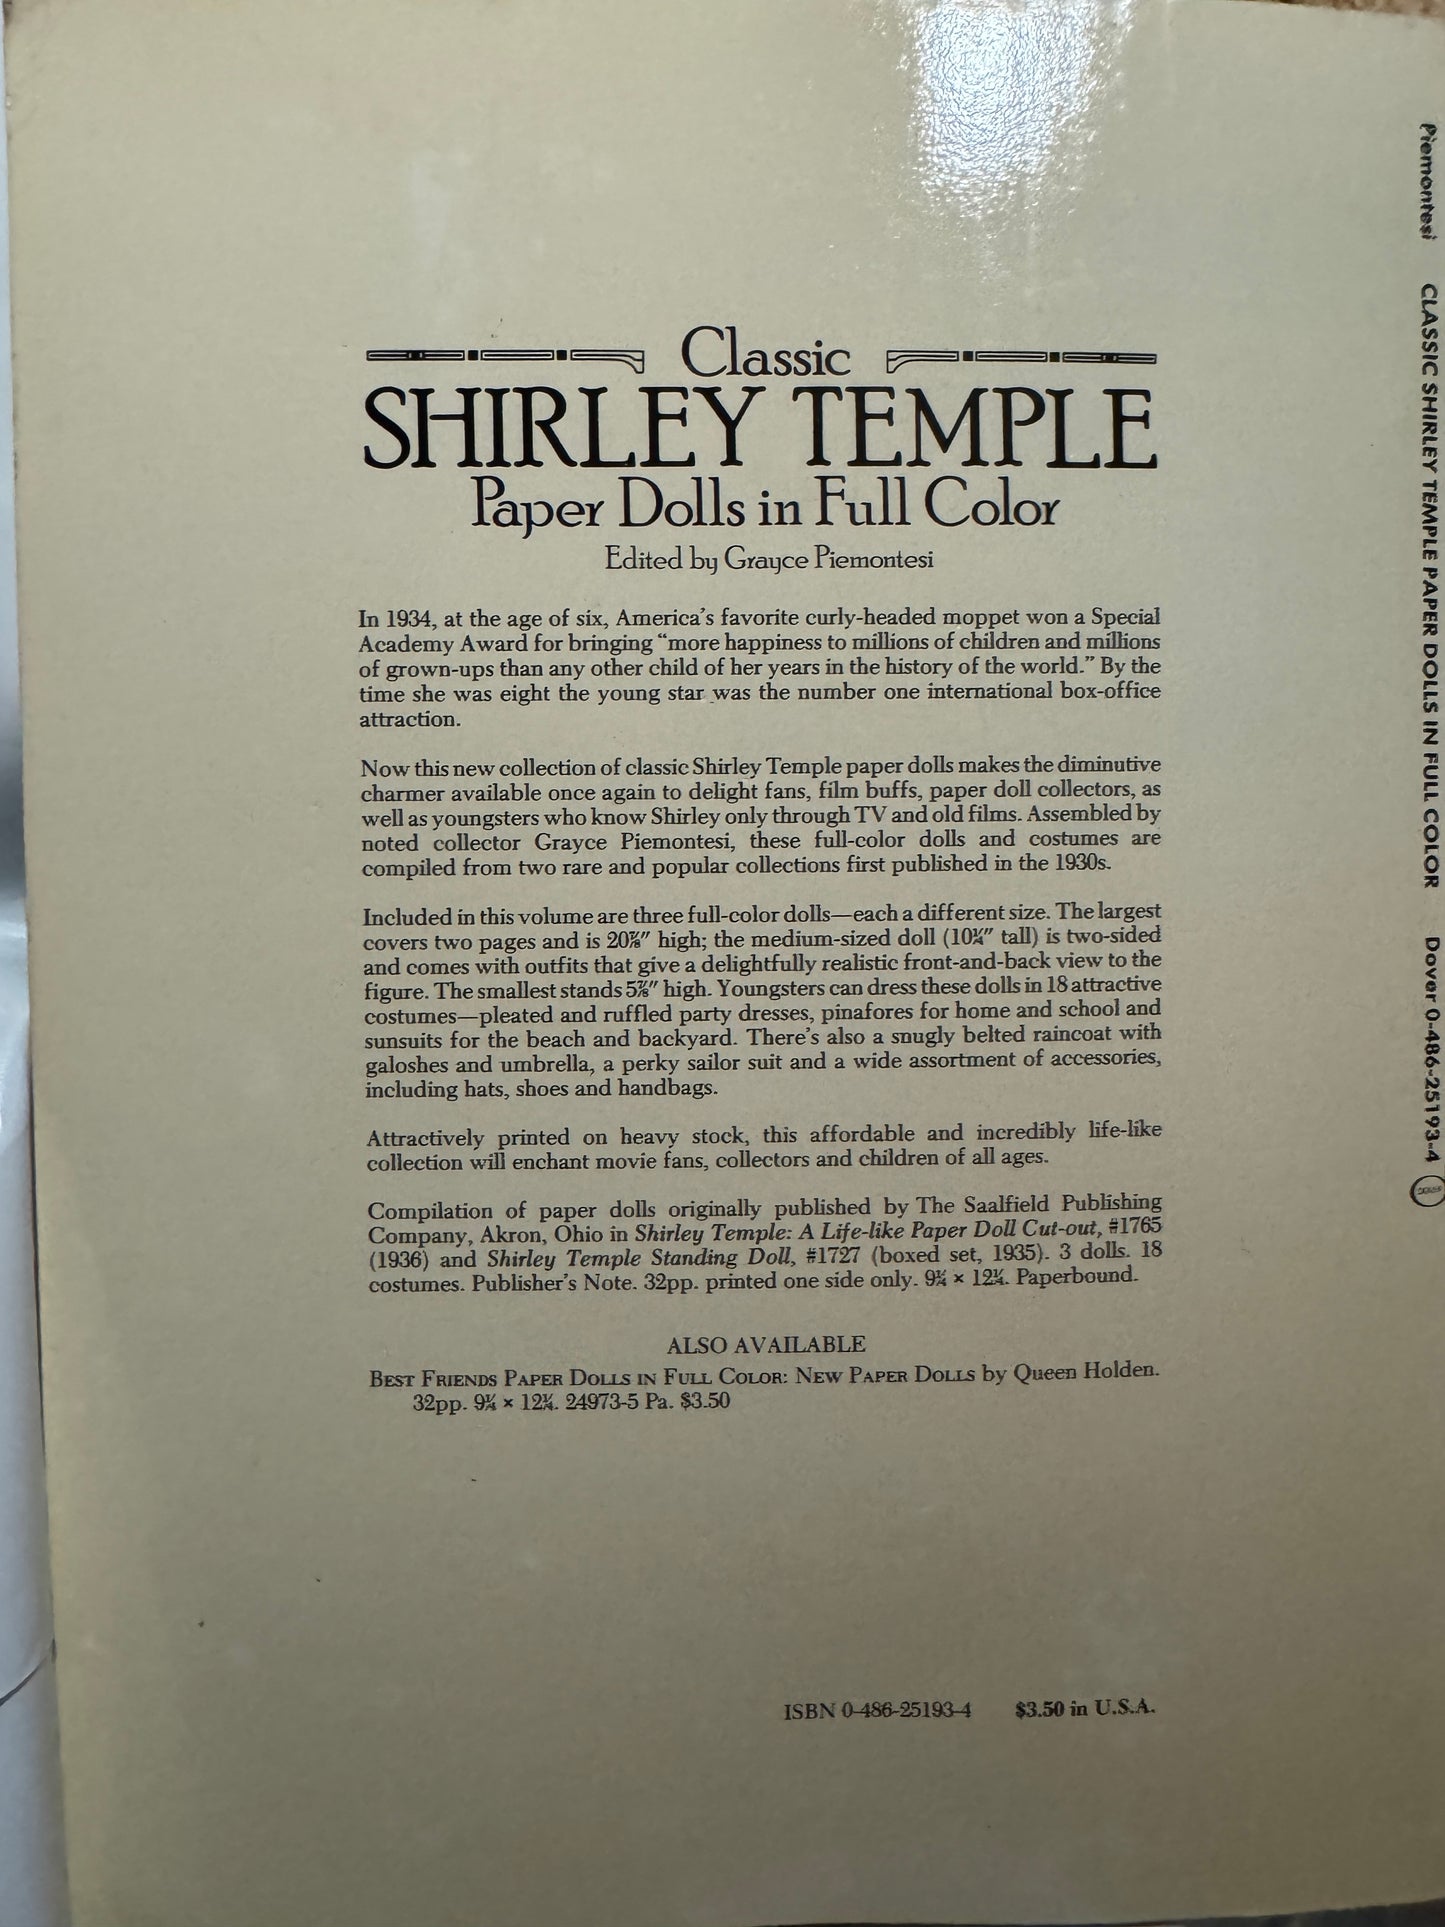 Classic
SHIRLEY TEMPLE
Paper Dolls in Full Color
Edited by Grayce Piemontesi
In 1934, at the age of six, America's favorite curly-headed moppet won a Special
Academy Award for bringing "more happiness to millions of children and millions
of grown-ups than any other child of her years in the history of the world." By the
time she was eight the young star was the number one international box-office
attraction.
Now this new collection of classic Shirley Temple paper dolls makes the diminutive
charmer available once again to delight fans, film buffs, paper doll collectors, as
well as youngsters who know Shirley only through TV and old films. Assembled by
noted collector Grayce Piemontesi, these full-color dolls and costumes are
compiled from two rare and popular collections first published in the 1930s.
Included in this volume are three full-color dolls—each a different size. The largest
covers two pages and is 20⅞″ high; the medium-sized doll (10¼″ tall) is two-sided
and comes with outfits that give a delightfully realistic front-and-back view to the
figure. The smallest stands 5⅞″ high. Youngsters can dress these dolls in 18 attractive
costumes—pleated and ruffled party dresses, pinafores for home and school and
sunsuits for the beach and backyard. There's also a snugly belted raincoat with
galoshes and umbrella, a perky sailor suit and a wide assortment of accessories,
including hats, shoes and handbags.
Attractively printed on heavy stock, this affordable and incredibly life-like
collection will enchant movie fans, collectors and children of all ages.
Compilation of paper dolls originally published by The Saalfield Publishing
Company, Akron, Ohio in Shirley Temple: A Life-like Paper Doll Cut-out, #1765
(1936) and Shirley Temple Standing Doll, #1727 (boxed set, 1935). 3 dolls. 18
costumes. Publisher's Note. 32pp. printed one side only. 9¼ × 12¼. Paperbound.
ALSO AVAILABLE
BEST FRIENDS PAPER DOLLS IN FULL COLOR: NEW PAPER DOLLS by Queen Holden.
32pp. 9¼ × 12¼. 24973-5 Pa. $3.50
ISBN 0-486-25193-4 $3.50 in U.S.A.
Piemontesi CLASSIC SHIRLEY TEMPLE PAPER DOLLS IN FULL COLOR Dover 0-486-25193-4